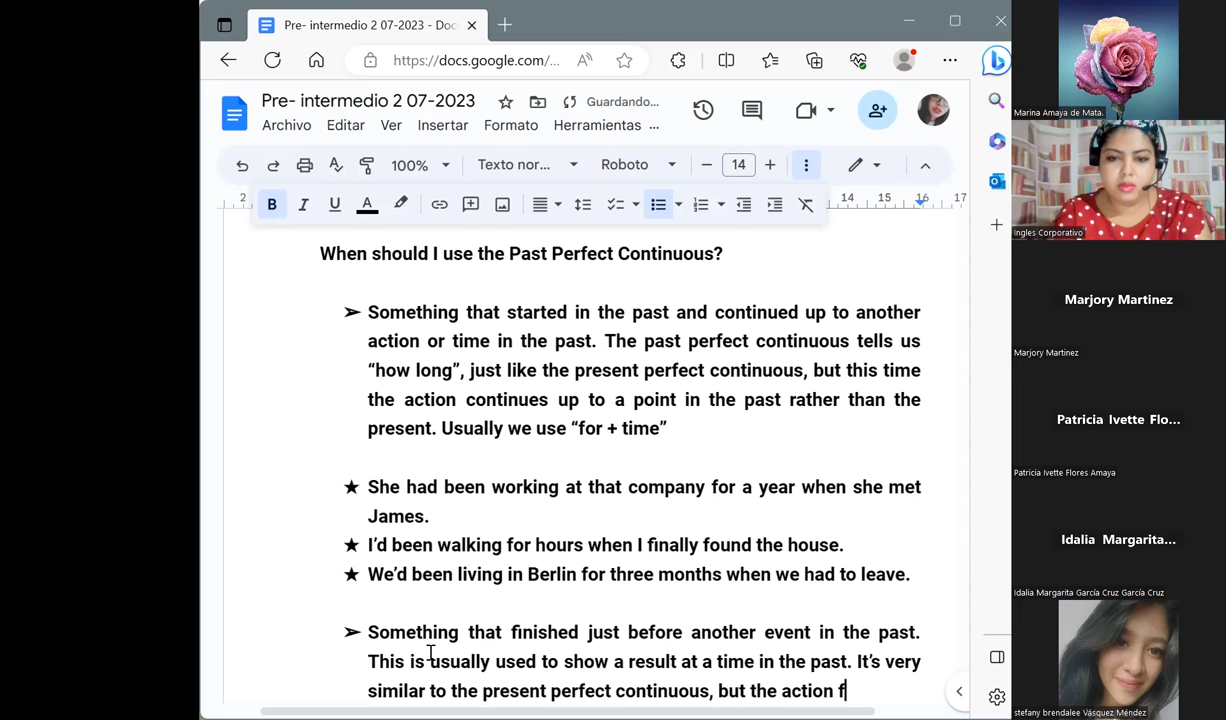 Pre- intermedio 2 07-2023 - Doc
https://docs.google.com/...
Pre- intermedio 2 07-2023
Guardando...
Archivo Editar Ver Insertar Formato Herramientas ...
100% Texto nor... Roboto 14
2 14 15 16 17
When should I use the Past Perfect Continuous?
➢ Something that started in the past and continued up to another
action or time in the past. The past perfect continuous tells us
“how long”, just like the present perfect continuous, but this time
the action continues up to a point in the past rather than the
present. Usually we use “for + time”
★ She had been working at that company for a year when she met
James.
★ I’d been walking for hours when I finally found the house.
★ We’d been living in Berlin for three months when we had to leave.
➢ Something that finished just before another event in the past.
This is usually used to show a result at a time in the past. It’s very
similar to the present perfect continuous, but the action f
Marina Amaya de Mata.
Ingles Corporativo
Marjory Martinez
Marjory Martinez
Patricia Ivette Flo...
Patricia Ivette Flores Amaya
Idalia Margarita...
Idalia Margarita García Cruz García Cruz
stefany brendalee Vásquez Méndez